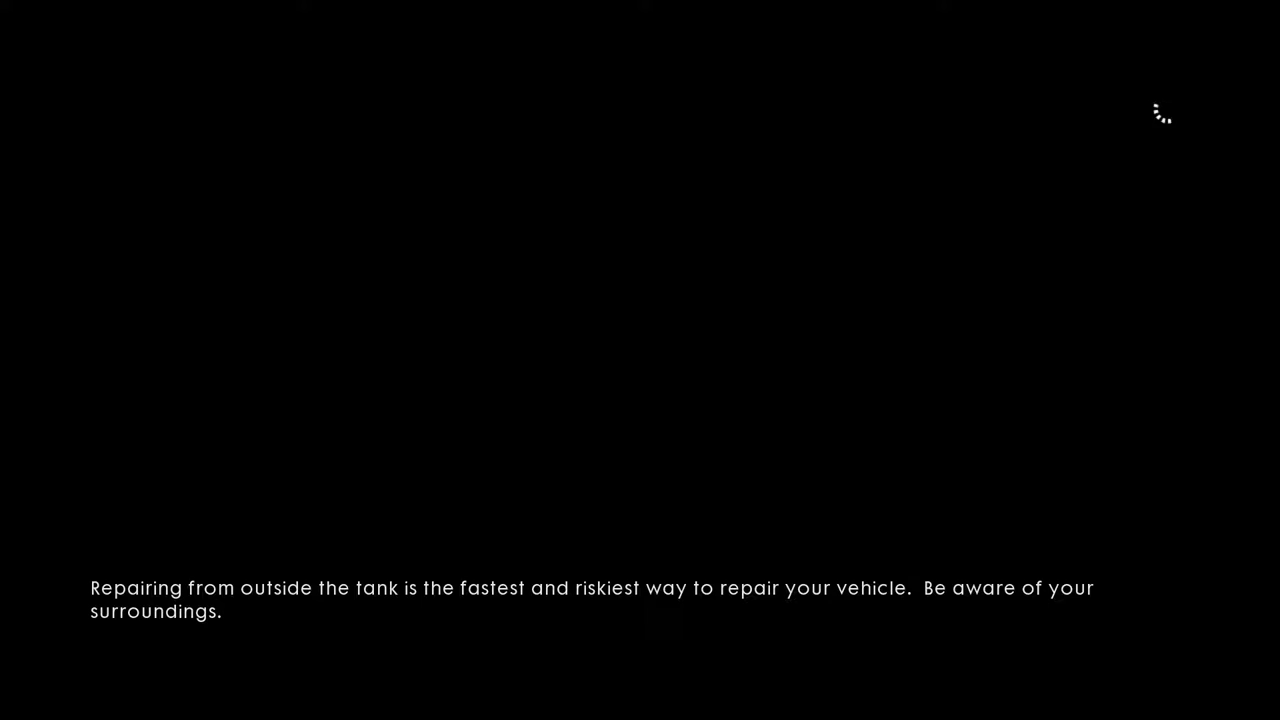 Repairing from outside the tank is the fastest and riskiest way to repair your vehicle.  Be aware of your
surroundings.